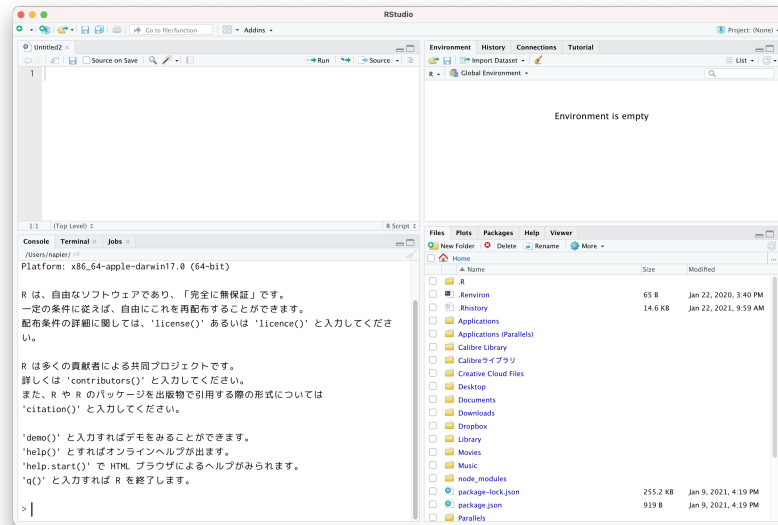 RStudio
Go to file/function
Addins
Project: (None)
Untitled2
Source on Save
Run
Source
1
1:1
(Top Level)
R Script
Console Terminal Jobs
/Users/napier/
Platform: x86_64-apple-darwin17.0 (64-bit)
R は、自由なソフトウェアであり、「完全に無保証」です。
一定の条件に従えば、自由にこれを再配布することができます。
配布条件の詳細に関しては、'license()' あるいは 'licence()' と入力してくださ
い。
R は多くの貢献者による共同プロジェクトです。
詳しくは 'contributors()' と入力してください。
また、R や R のパッケージを出版物で引用する際の形式については
'citation()' と入力してください。
'demo()' と入力すればデモをみることができます。
'help()' とすればオンラインヘルプが出ます。
'help.start()' で HTML ブラウザによるヘルプがみられます。
'q()' と入力すれば R を終了します。
>
Environment History Connections Tutorial
Import Dataset
List
R Global Environment
Environment is empty
Files Plots Packages Help Viewer
New Folder Delete Rename More
Home
Name Size Modified
.R
.Renviron 65 B Jan 22, 2020, 3:40 PM
.Rhistory 14.6 KB Jan 22, 2021, 9:59 AM
Applications
Applications (Parallels)
Calibre Library
Calibreライブラリ
Creative Cloud Files
Desktop
Documents
Downloads
Dropbox
Library
Movies
Music
node_modules
package-lock.json 255.2 KB Jan 9, 2021, 4:19 PM
package.json 919 B Jan 9, 2021, 4:19 PM
Parallels